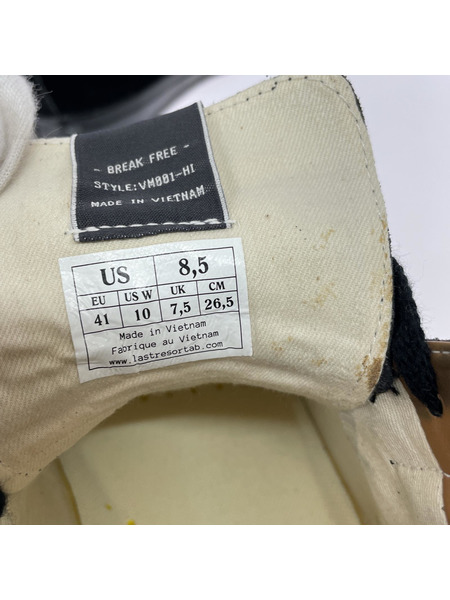 - BREAK FREE -
STYLE:VM001-HI
MADE IN VIETNAM
US 8,5
EU US W UK CM
41 10 7,5 26,5
Made in Vietnam
Fabrique au Vietnam
www.lastresortab.com